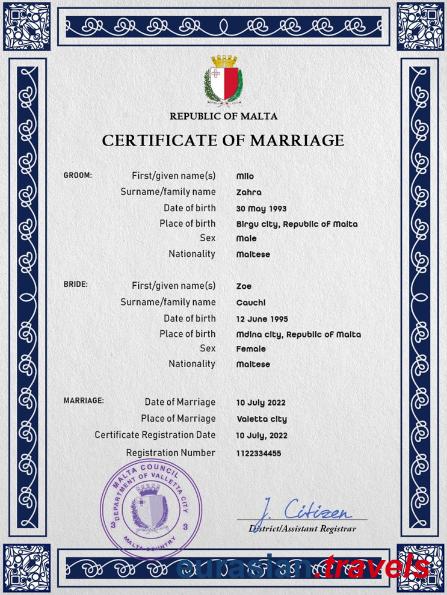 REPUBLIC OF MALTA
CERTIFICATE OF MARRIAGE
GROOM: First/given name(s) Milo
Surname/family name Zahra
Date of birth 30 May 1993
Place of birth Birgu city, Republic of Malta
Sex Male
Nationality Maltese
BRIDE: First/given name(s) Zoe
Surname/family name Cauchi
Date of birth 12 June 1995
Place of birth Mdina city, Republic of Malta
Sex Female
Nationality Maltese
MARRIAGE: Date of Marriage 10 July 2022
Place of Marriage Valetta city
Certificate Registration Date 10 July, 2022
Registration Number 1122334455
MALTA COUNCIL
DEPARTMENT OF VALLETTA CITY
3 3
J. Citizen
District/Assistant Registrar
eurasian.travels